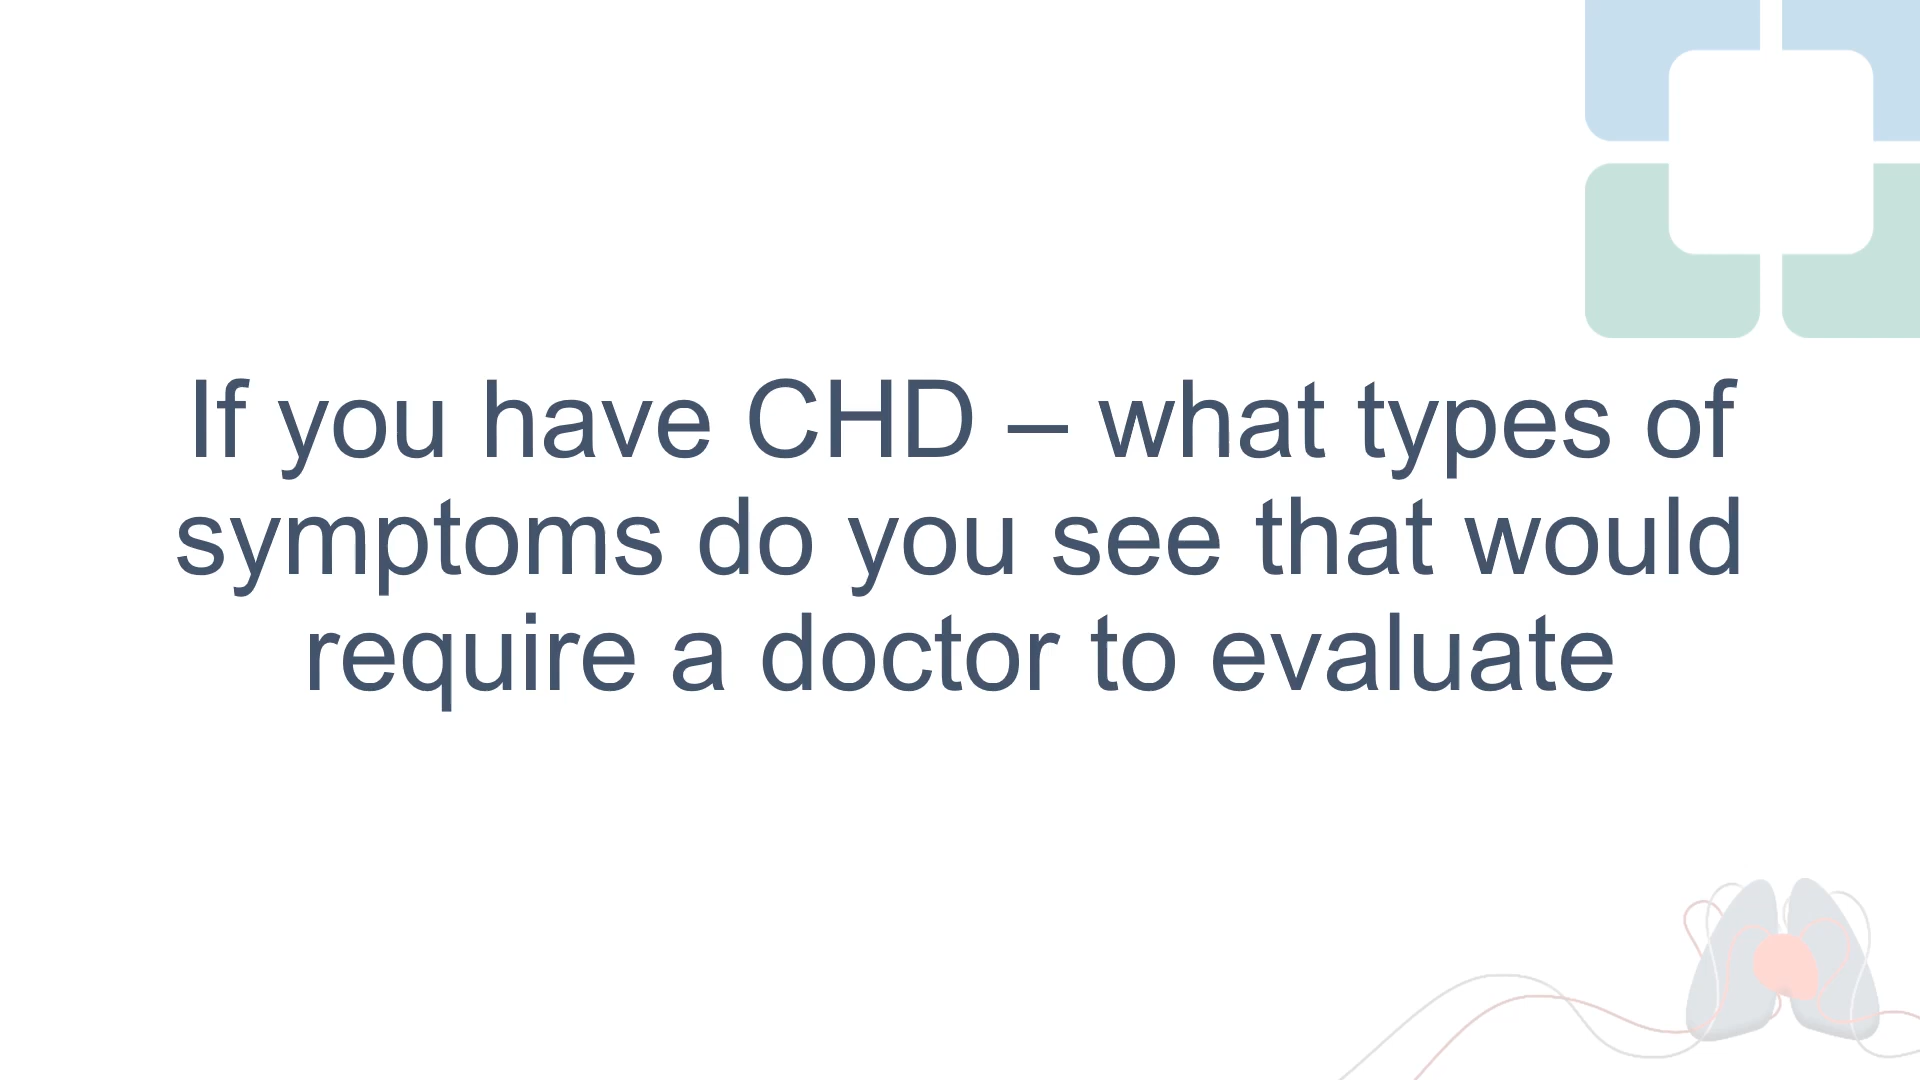 If you have CHD – what types of
symptoms do you see that would
require a doctor to evaluate